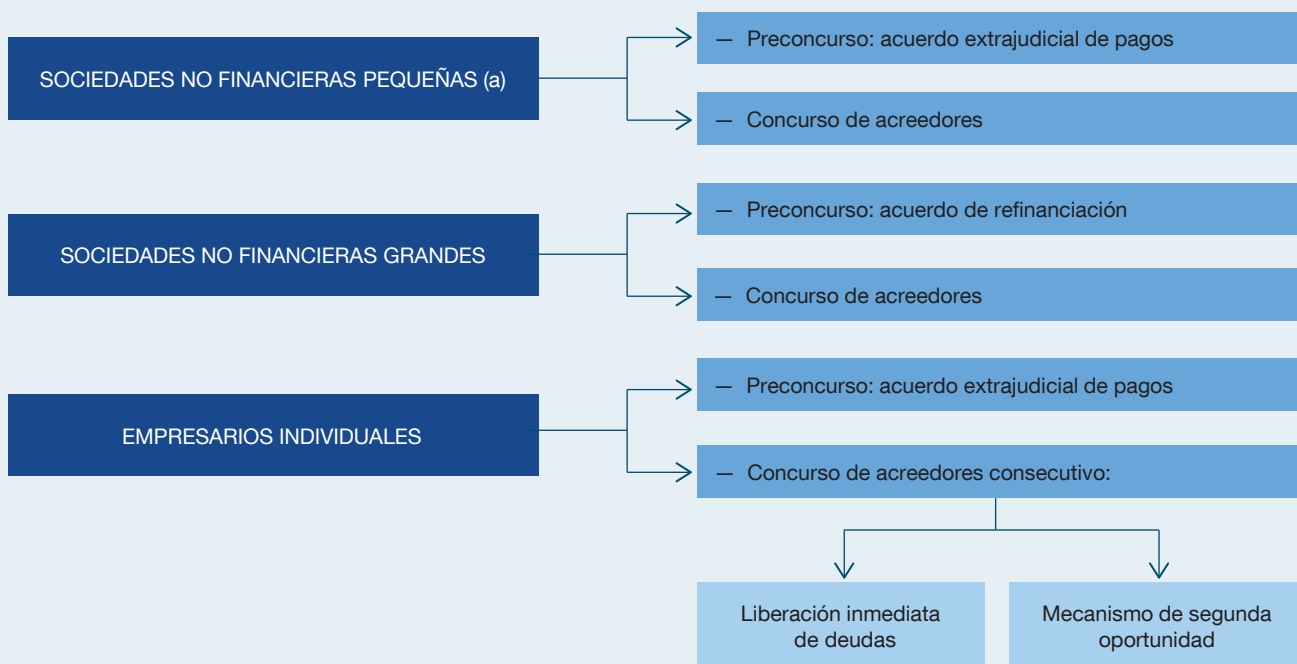 SOCIEDADES NO FINANCIERAS PEQUEÑAS (a)
— Preconcurso: acuerdo extrajudicial de pagos
— Concurso de acreedores
SOCIEDADES NO FINANCIERAS GRANDES
— Preconcurso: acuerdo de refinanciación
— Concurso de acreedores
EMPRESARIOS INDIVIDUALES
— Preconcurso: acuerdo extrajudicial de pagos
— Concurso de acreedores consecutivo:
Liberación inmediata
de deudas
Mecanismo de segunda
oportunidad